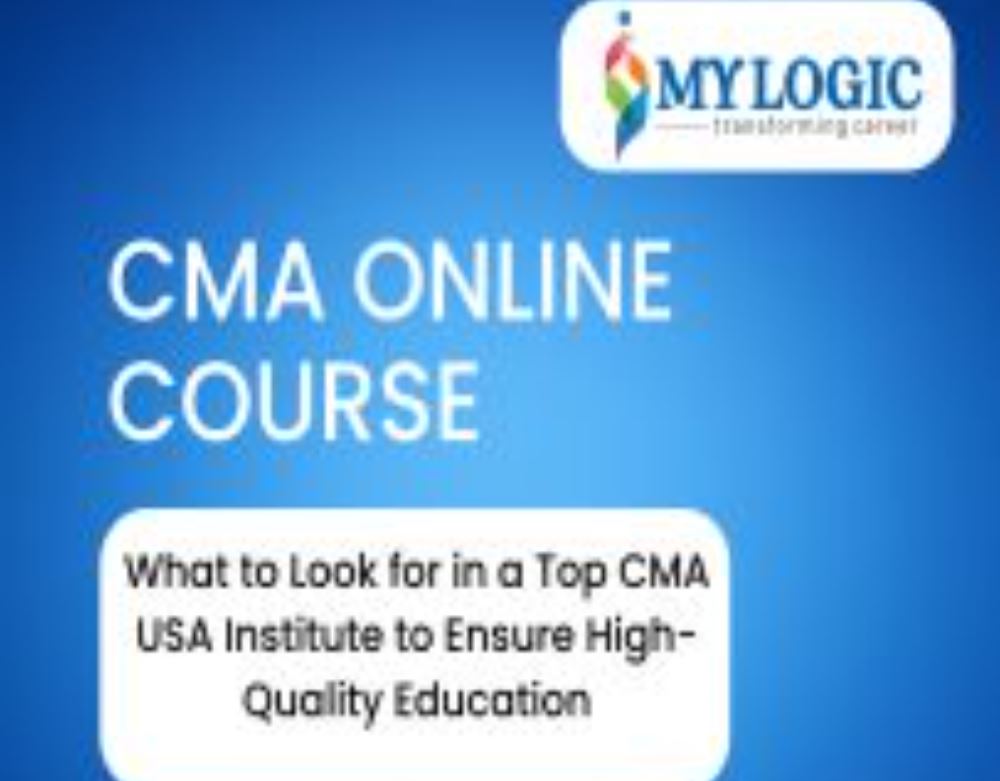 MY LOGIC
transforming career
CMA ONLINE
COURSE
What to Look for in a Top CMA
USA Institute to Ensure High-
Quality Education